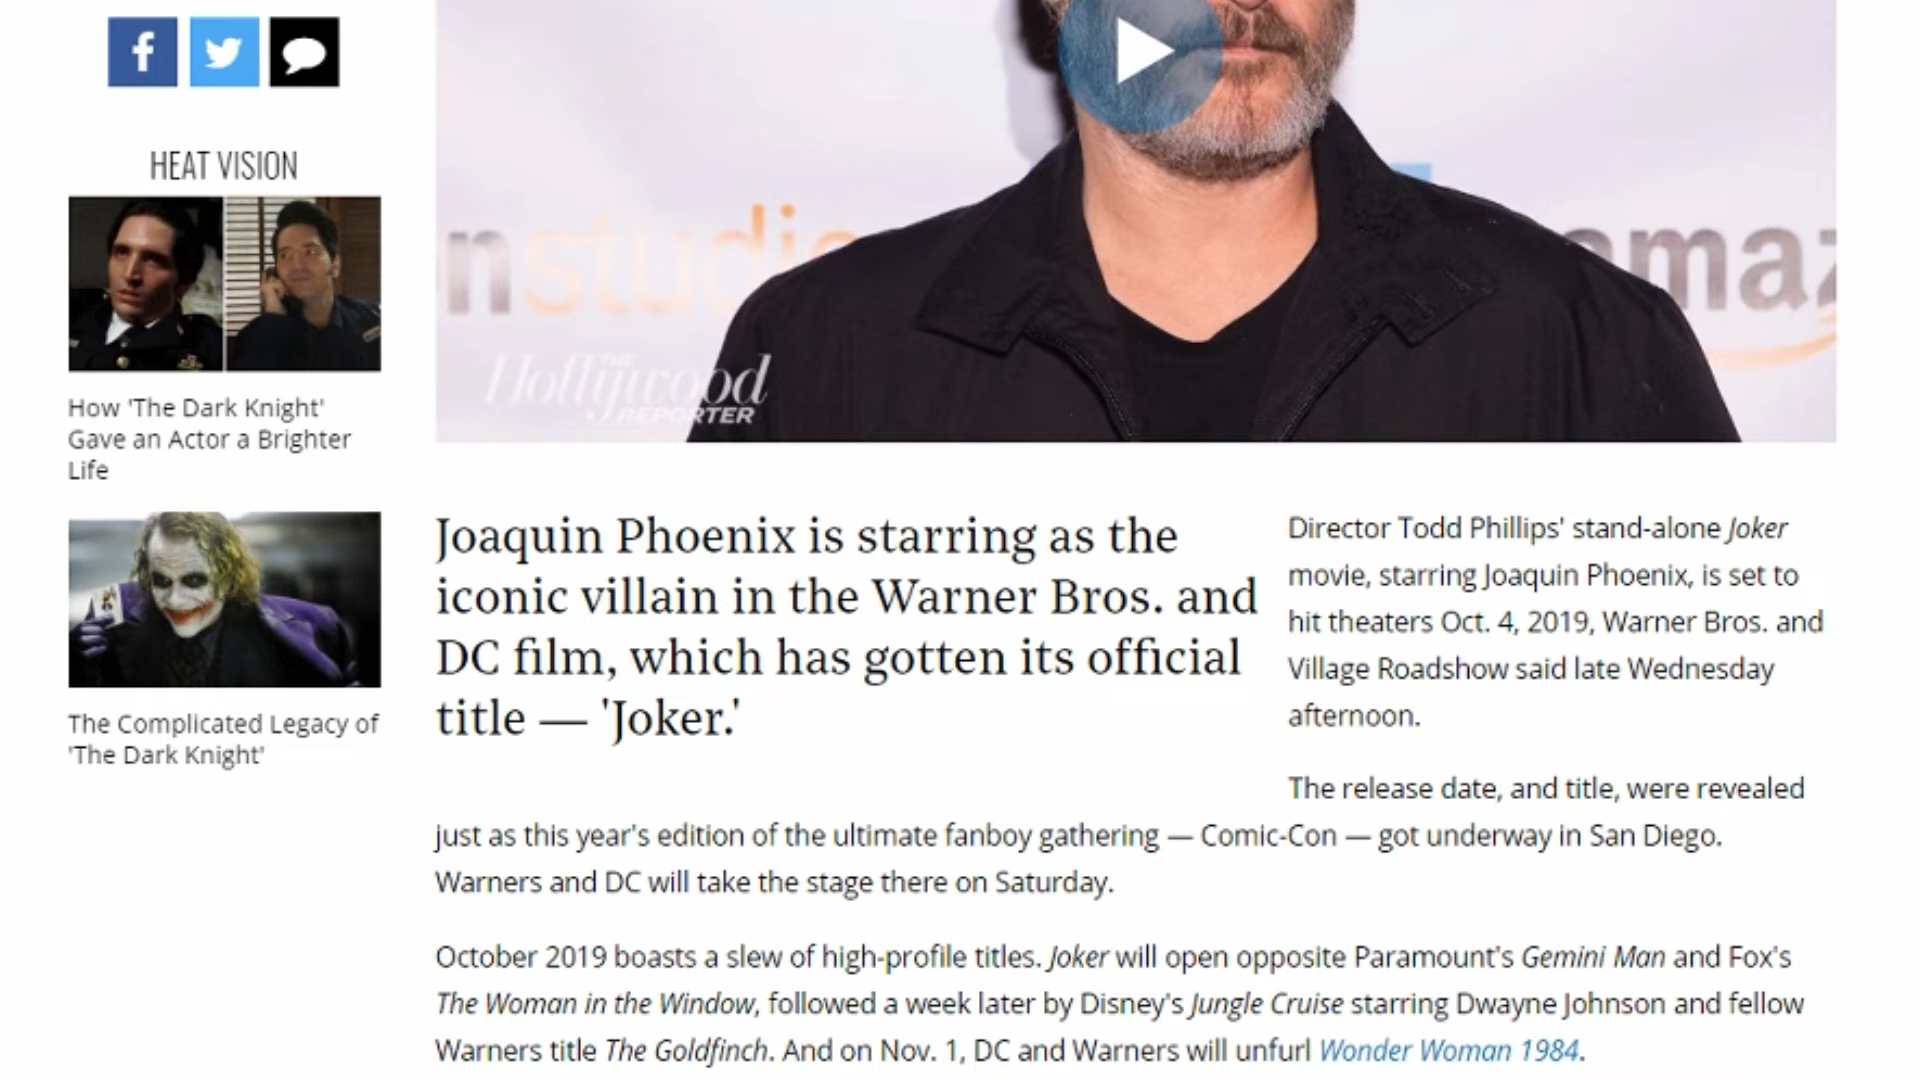 f
HEAT VISION
How 'The Dark Knight'
Gave an Actor a Brighter
Life
The Complicated Legacy of
'The Dark Knight'
n studio
amaz
THE
Hollywood
REPORTER
Joaquin Phoenix is starring as the
iconic villain in the Warner Bros. and
DC film, which has gotten its official
title — 'Joker.'
Director Todd Phillips' stand-alone Joker
movie, starring Joaquin Phoenix, is set to
hit theaters Oct. 4, 2019, Warner Bros. and
Village Roadshow said late Wednesday
afternoon.
The release date, and title, were revealed
just as this year's edition of the ultimate fanboy gathering — Comic-Con — got underway in San Diego.
Warners and DC will take the stage there on Saturday.
October 2019 boasts a slew of high-profile titles. Joker will open opposite Paramount's Gemini Man and Fox's
The Woman in the Window, followed a week later by Disney's Jungle Cruise starring Dwayne Johnson and fellow
Warners title The Goldfinch. And on Nov. 1, DC and Warners will unfurl Wonder Woman 1984.